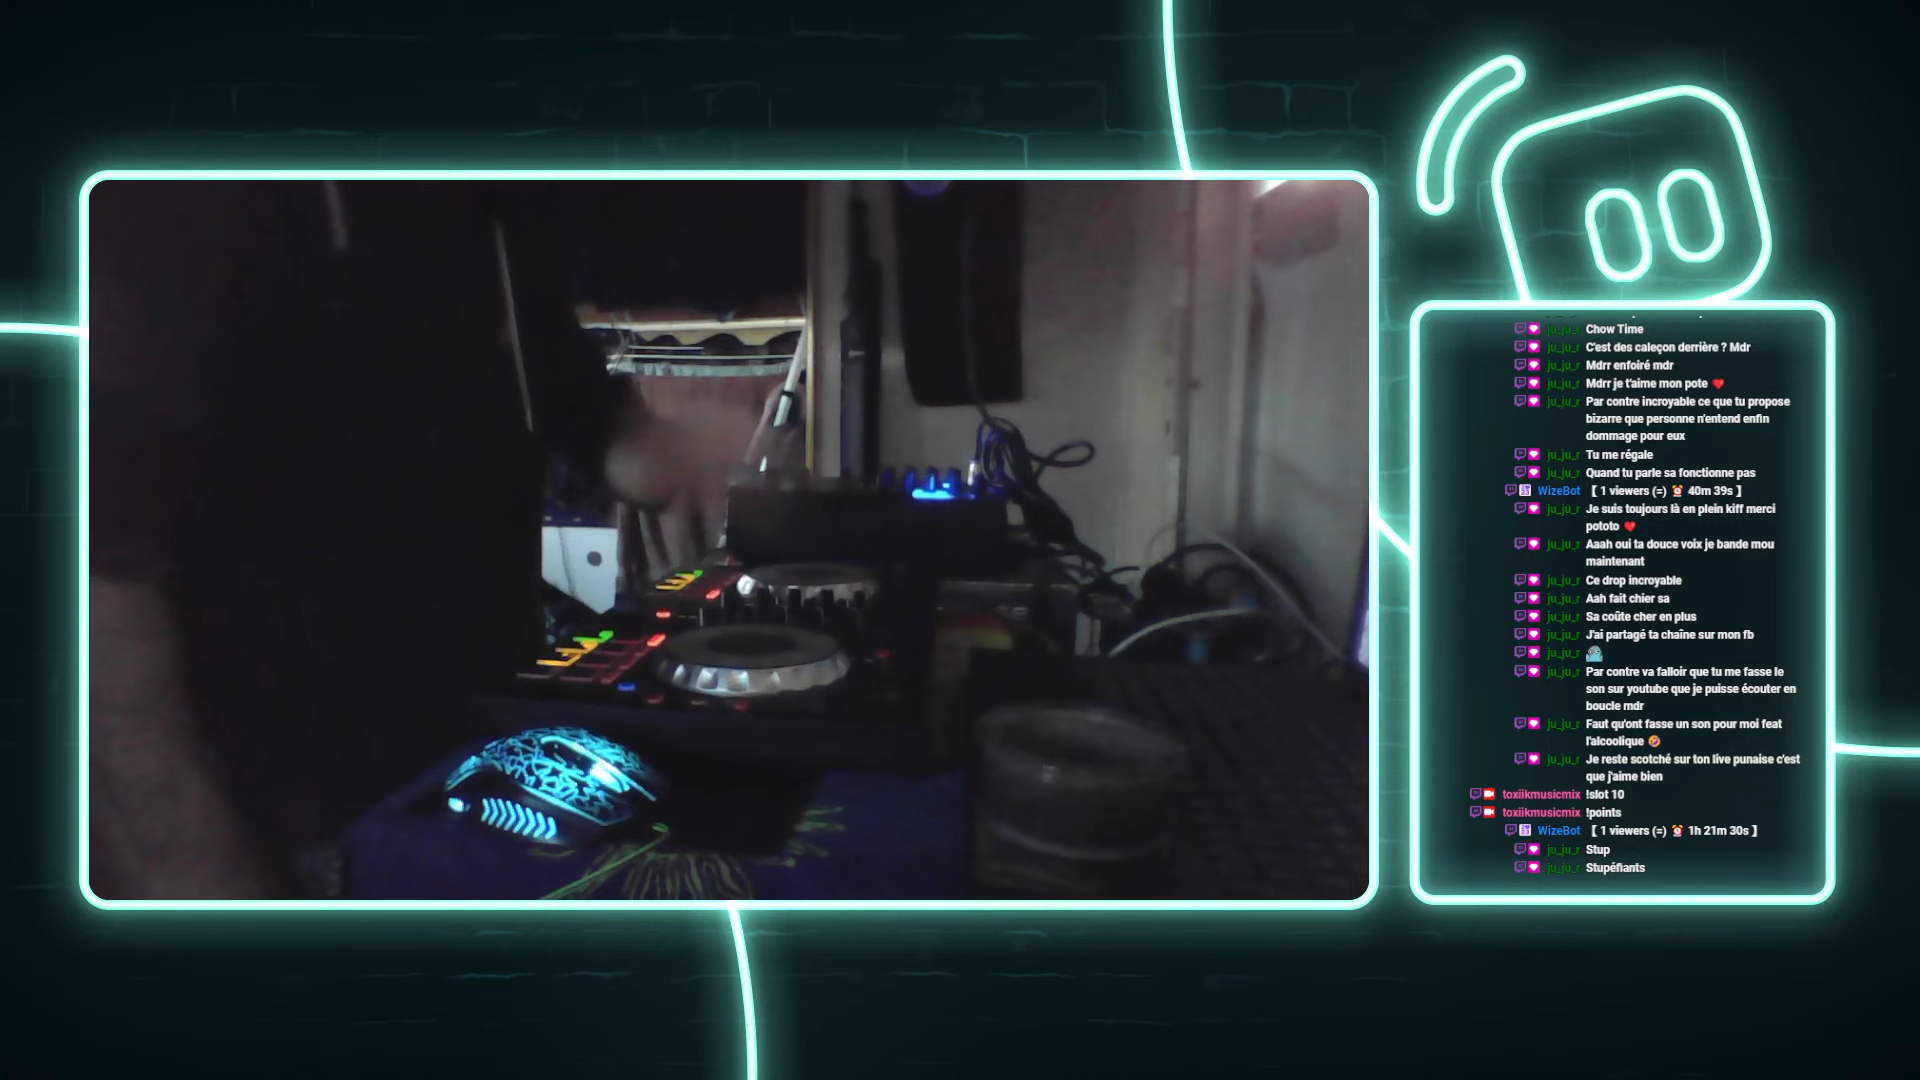 ju_ju_r Chow Time
ju_ju_r C'est des caleçon derrière ? Mdr
ju_ju_r Mdrr enfoiré mdr
ju_ju_r Mdrr je t'aime mon pote ❤️
ju_ju_r Par contre incroyable ce que tu propose
bizarre que personne n'entend enfin
dommage pour eux
ju_ju_r Tu me régale
ju_ju_r Quand tu parle sa fonctionne pas
WizeBot 【 1 viewers (=) ⏰ 40m 39s 】
ju_ju_r Je suis toujours là en plein kiff merci
pototo ❤️
ju_ju_r Aaah oui ta douce voix je bande mou
maintenant
ju_ju_r Ce drop incroyable
ju_ju_r Aah fait chier sa
ju_ju_r Sa coûte cher en plus
ju_ju_r J'ai partagé ta chaîne sur mon fb
ju_ju_r
ju_ju_r Par contre va falloir que tu me fasse le
son sur youtube que je puisse écouter en
boucle mdr
ju_ju_r Faut qu'ont fasse un son pour moi feat
l'alcoolique 🤣
ju_ju_r Je reste scotché sur ton live punaise c'est
que j'aime bien
toxiikmusicmix !slot 10
toxiikmusicmix !points
WizeBot 【 1 viewers (=) ⏰ 1h 21m 30s 】
ju_ju_r Stup
ju_ju_r Stupéfiants